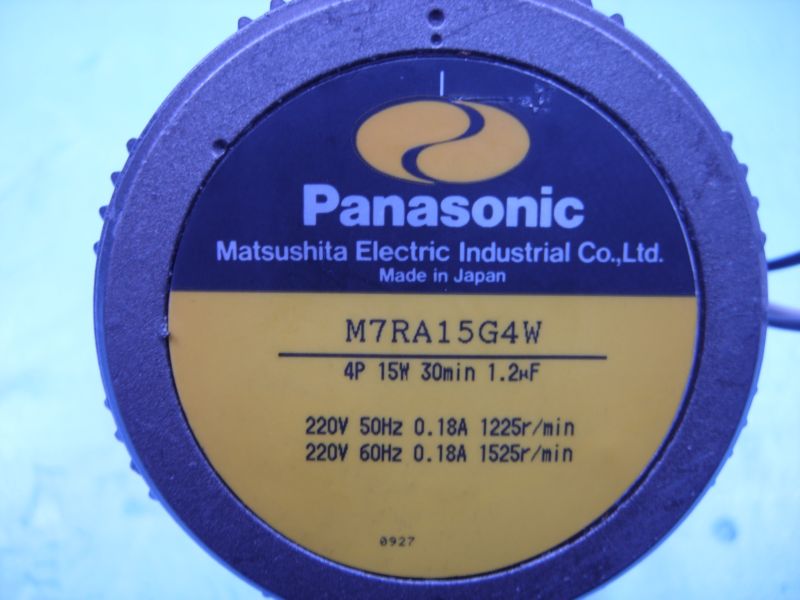 Panasonic
Matsushita Electric Industrial Co.,Ltd.
Made in Japan
M7RA15G4W
4P 15W 30min 1.2μF
220V 50Hz 0.18A 1225r/min
220V 60Hz 0.18A 1525r/min
0927